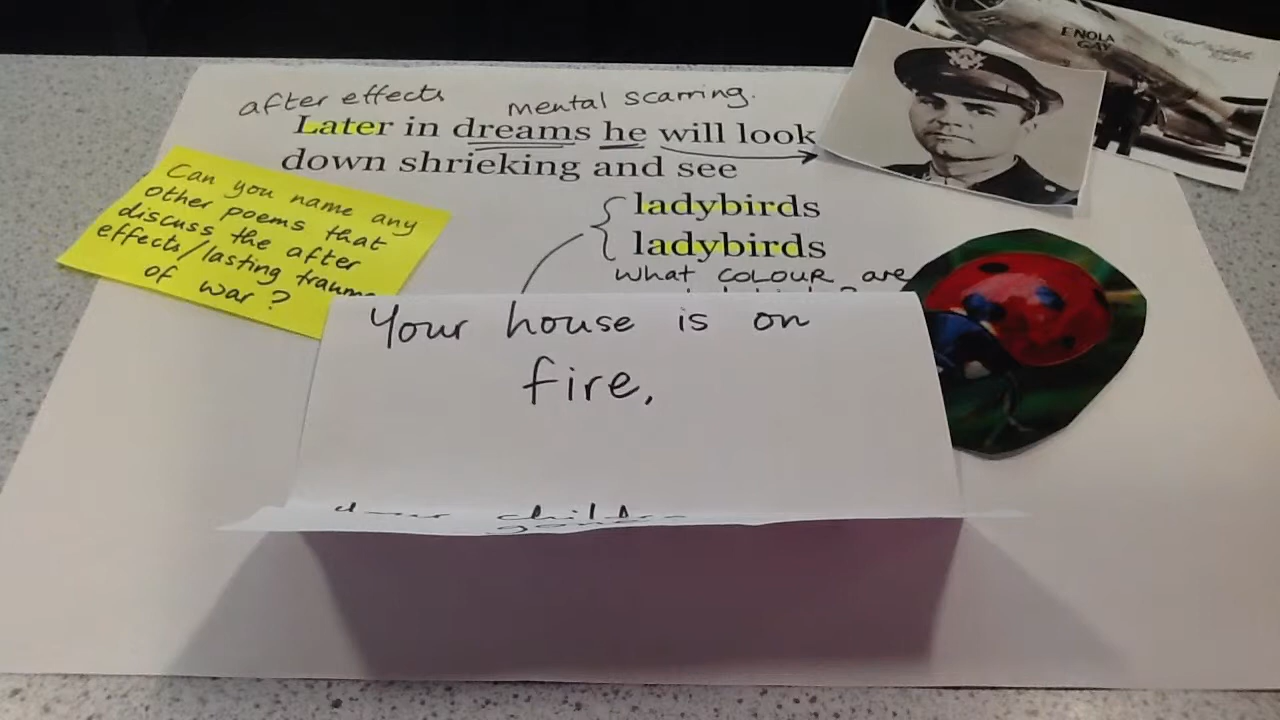 ENOLA
GAY
after effects
mental scarring.
Later in dreams he will look
down shrieking and see
ladybirds
ladybirds
what colour are
Can you name any
other poems that
discuss the after
effects/lasting trauma
of war?
Your house is on
fire,